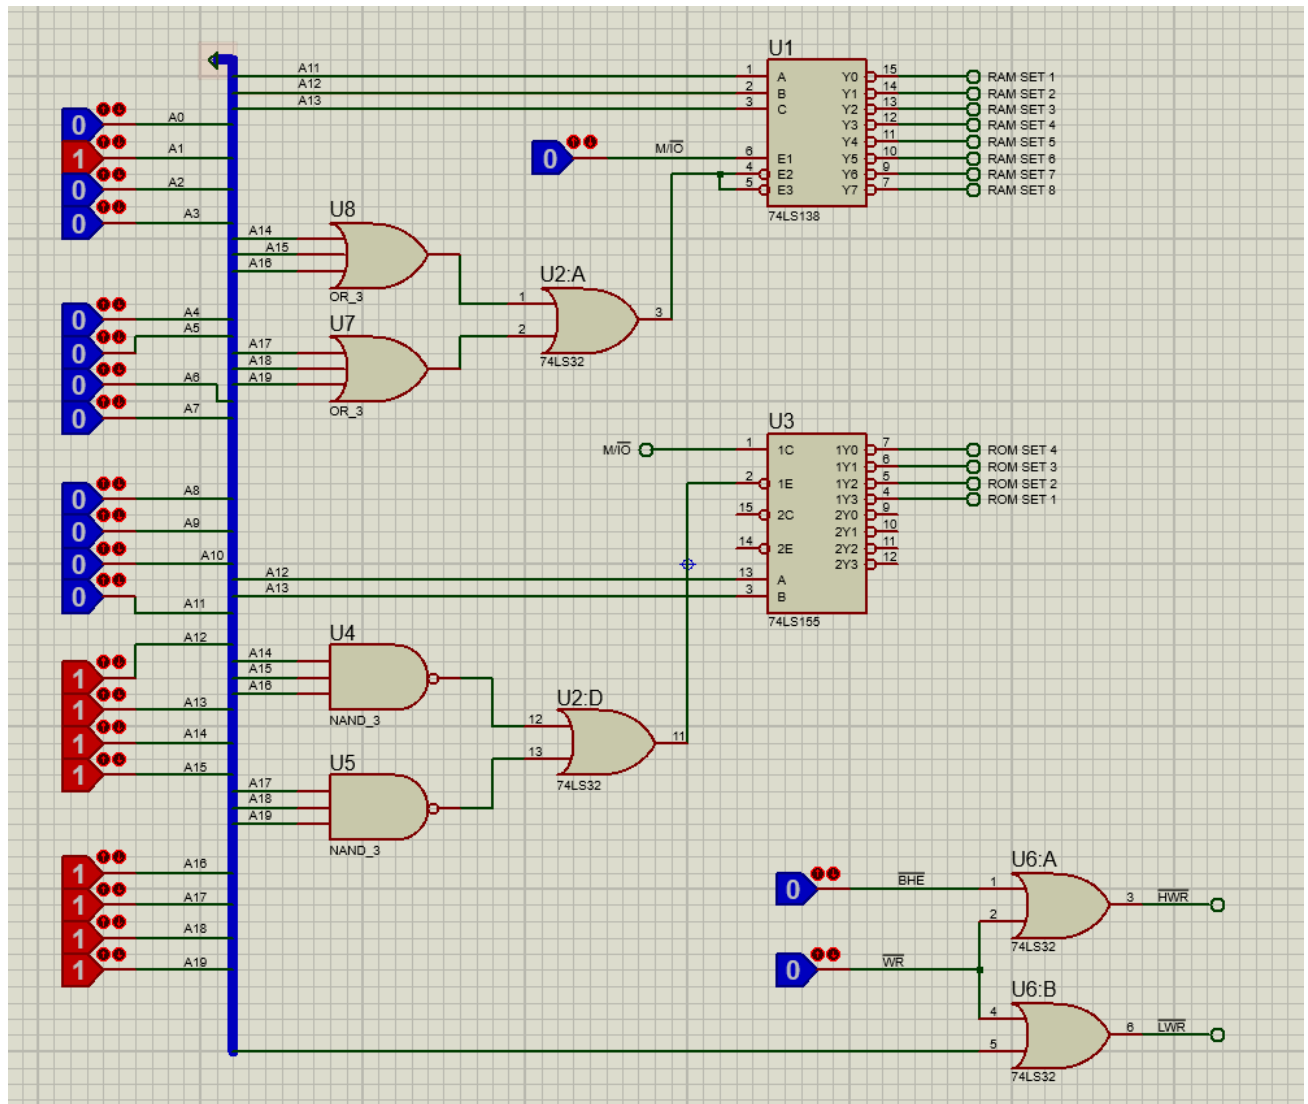 U1
A11
A12
A13
1 A Y0 15 RAM SET 1
2 B Y1 14 RAM SET 2
3 C Y2 13 RAM SET 3
Y3 12 RAM SET 4
Y4 11 RAM SET 5
M/IO 6 E1 Y5 10 RAM SET 6
4 E2 Y6 9 RAM SET 7
5 E3 Y7 7 RAM SET 8
74LS138
0 A0
1 A1
0 A2
0 A3
0
U8
A14
A15
A16
OR_3
U2:A
1
2
3
74LS32
0 A4
0 A5
0 A6
0 A7
U7
A17
A18
A19
OR_3
U3
M/IO 1 1C 1Y0 7 ROM SET 4
1Y1 6 ROM SET 3
2 1E 1Y2 5 ROM SET 2
1Y3 4 ROM SET 1
15 2C 2Y0 9
2Y1 10
14 2E 2Y2 11
2Y3 12
A12 13 A
A13 3 B
74LS155
0 A8
0 A9
0 A10
0 A11
1 A12
1 A13
1 A14
1 A15
U4
A14
A15
A16
NAND_3
U2:D
12
13
11
74LS32
U5
A17
A18
A19
NAND_3
1 A16
1 A17
1 A18
1 A19
U6:A
0 BHE 1
2
3 HWR
74LS32
0 WR
U6:B
4
5
6 LWR
74LS32